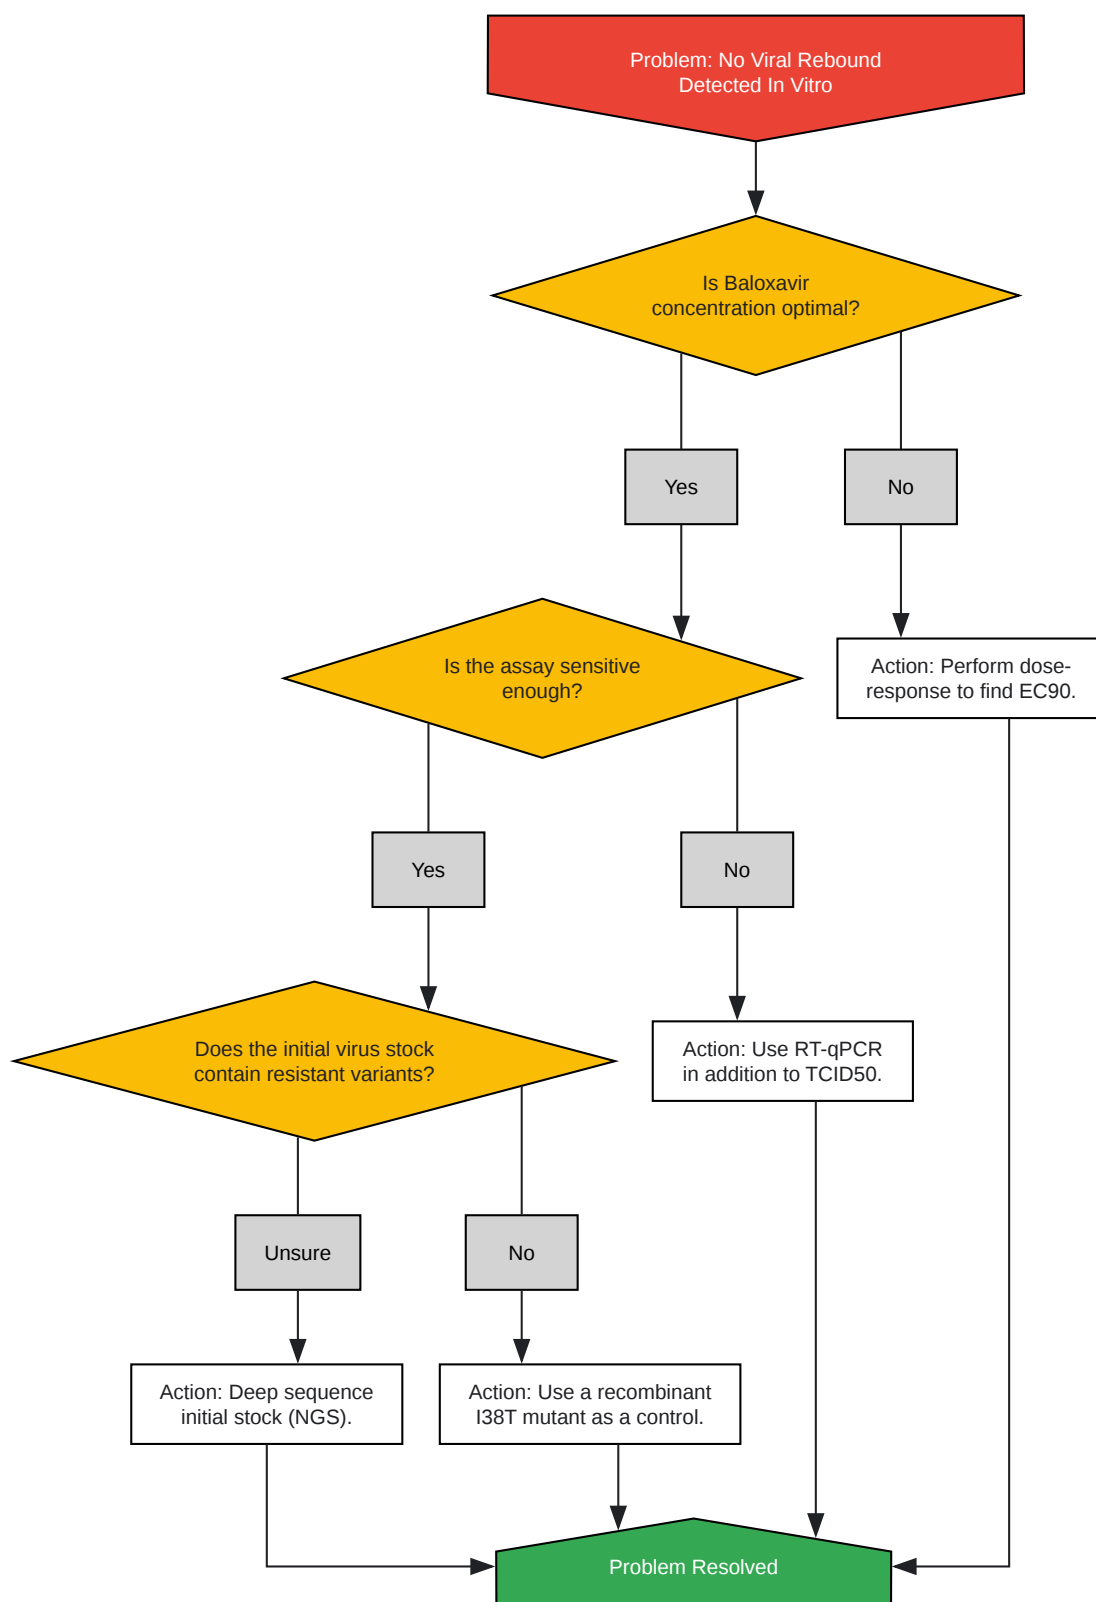 Problem: No Viral Rebound
Detected In Vitro
Is Baloxavir
concentration optimal?
Yes
No
Is the assay sensitive
enough?
Action: Perform dose-
response to find EC90.
Yes
No
Does the initial virus stock
contain resistant variants?
Action: Use RT-qPCR
in addition to TCID50.
Unsure
No
Action: Deep sequence
initial stock (NGS).
Action: Use a recombinant
I38T mutant as a control.
Problem Resolved